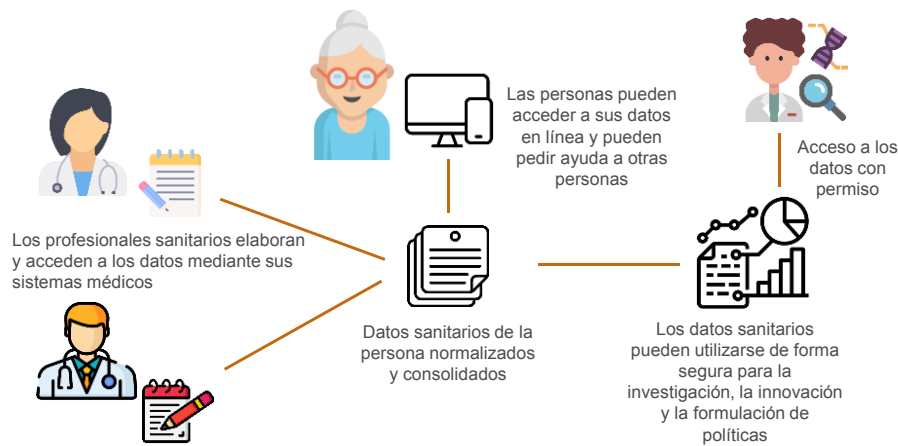 Las personas pueden
acceder a sus datos
en línea y pueden
pedir ayuda a otras
personas
Acceso a los
datos con
permiso
Los profesionales sanitarios elaboran
y acceden a los datos mediante sus
sistemas médicos
Datos sanitarios de la
persona normalizados
y consolidados
Los datos sanitarios
pueden utilizarse de forma
segura para la
investigación, la innovación
y la formulación de
políticas